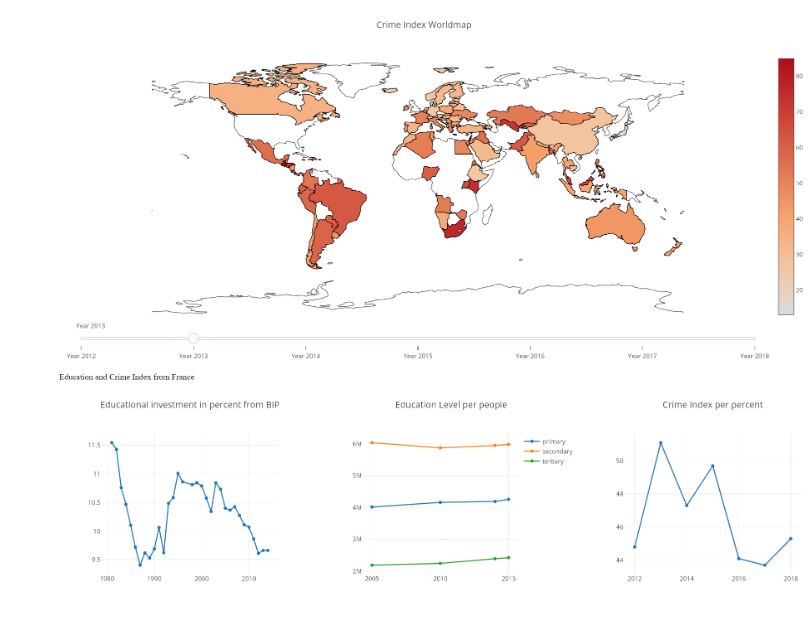 Crime Index Worldmap
80
70
60
50
40
30
20
Year 2013
Year 2012 Year 2013 Year 2014 Year 2015 Year 2016 Year 2017 Year 2018
Education and Crime Index from France
Educational investment in percent from BIP
11.5
11
10.5
10
9.5
1980 1990 2000 2010
Education Level per people
6M
5M
4M
3M
2M
2005 2010 2015
primary
secondary
tertiary
Crime Index per percent
50
48
46
44
2012 2014 2016 2018